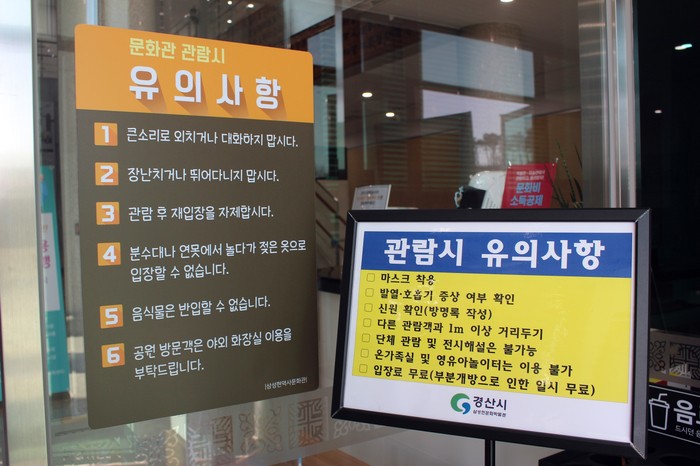 문화관 관람시
유의사항
1 큰소리로 외치거나 대화하지 맙시다.
2 장난치거나 뛰어다니지 맙시다.
3 관람 후 재입장을 자제합시다.
4 분수대나 연못에서 놀다가 젖은 옷으로
입장할 수 없습니다.
5 음식물은 반입할 수 없습니다.
6 공원 방문객은 야외 화장실 이용을
부탁드립니다.
(삼성현역사문화관)
문화비
소득공제
관람시 유의사항
□ 마스크 착용
□ 발열·호흡기 증상 여부 확인
□ 신원 확인(방명록 작성)
□ 다른 관람객과 1m 이상 거리두기
□ 단체 관람 및 전시해설은 불가능
□ 온가족실 및 영유아놀이터는 이용 불가
□ 입장료 무료(부분개방으로 인한 일시 무료)
경산시
삼성현문화박물관
음
드시던